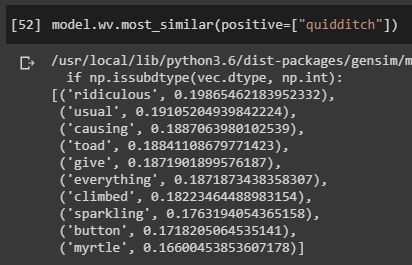 [52] model.wv.most_similar(positive=["quidditch"])
/usr/local/lib/python3.6/dist-packages/gensim/m
if np.issubdtype(vec.dtype, np.int):
[('ridiculous', 0.19865462183952332),
('usual', 0.19105204939842224),
('causing', 0.1887063980102539),
('toad', 0.18841108679771423),
('give', 0.1871901899576187),
('everything', 0.1871873438358307),
('climbed', 0.18223464488983154),
('sparkling', 0.1763194054365158),
('button', 0.1718205064535141),
('myrtle', 0.16600453853607178)]